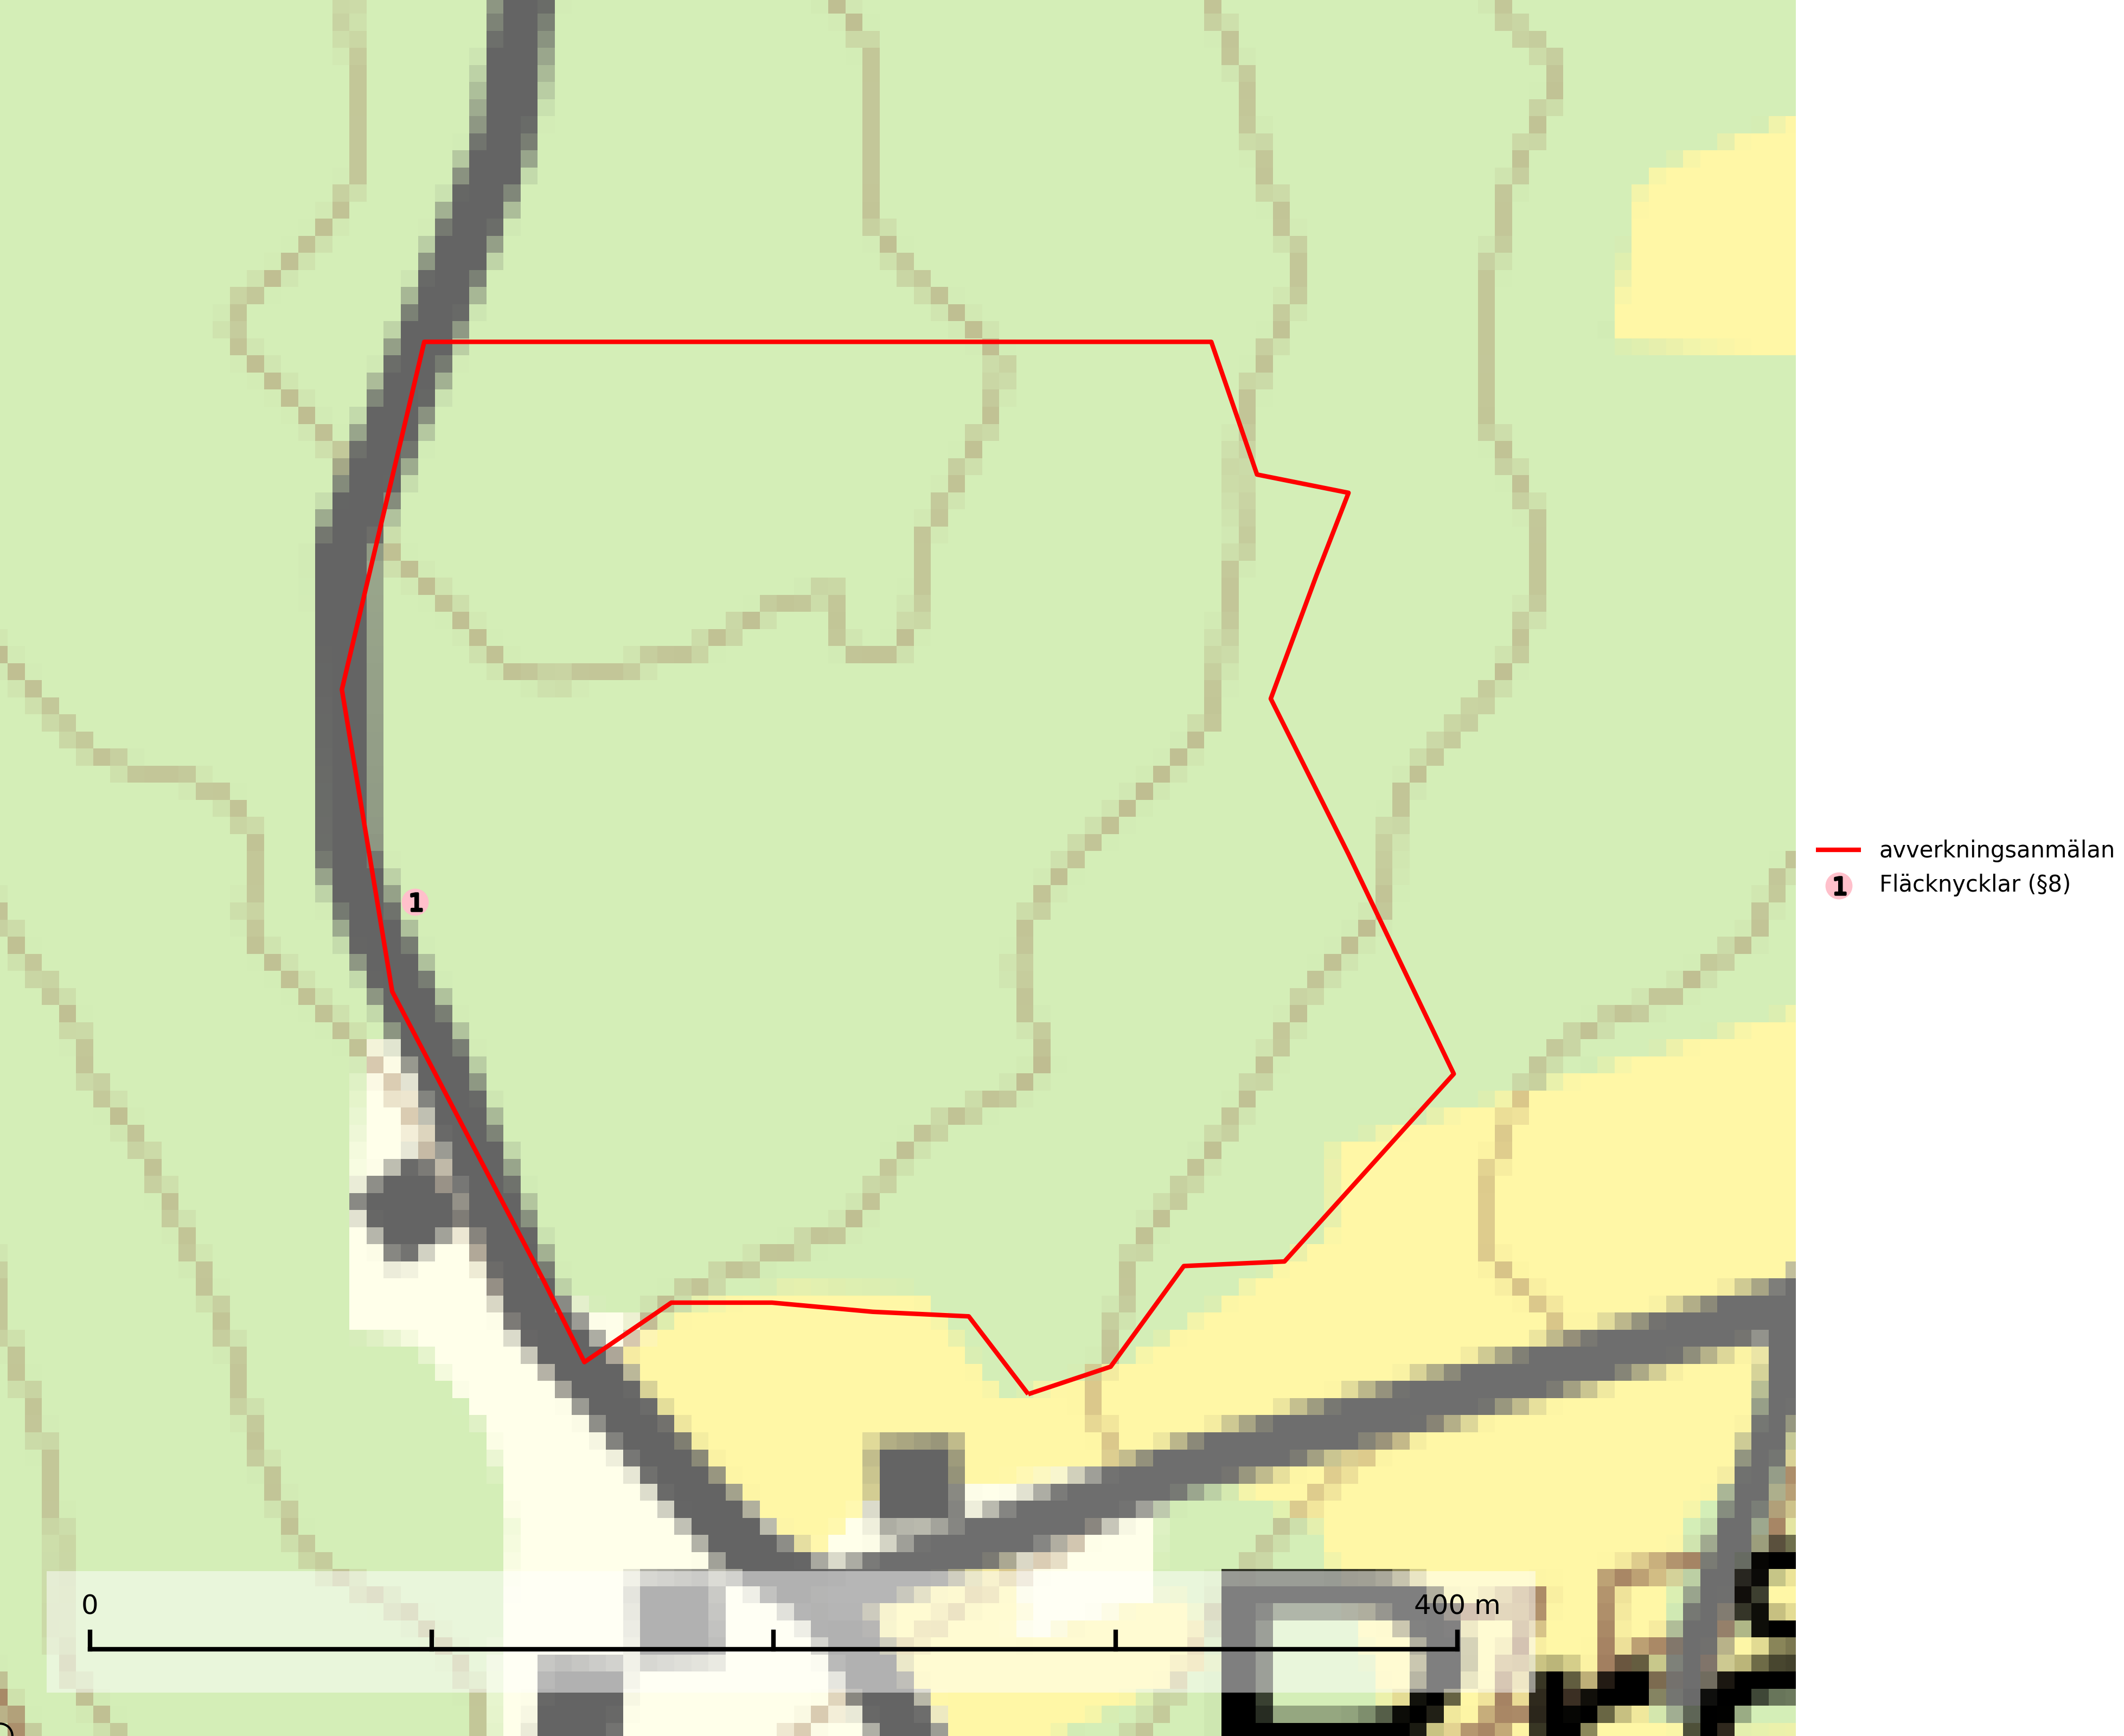 avverkningsanmälan
1 Fläcknycklar (§8)
1
0 400 m